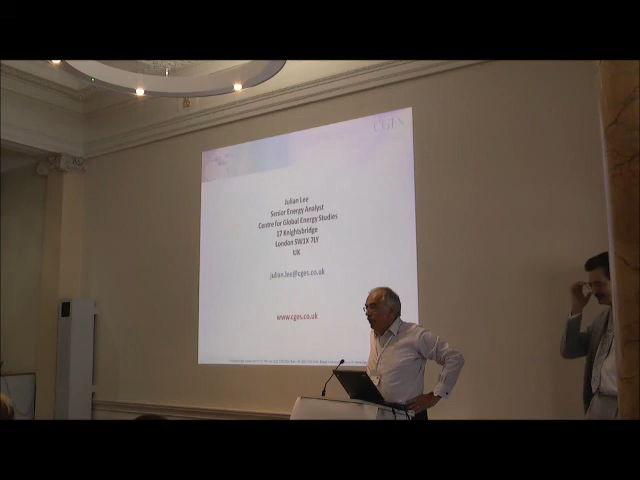 CGES
Julian Lee
Senior Energy Analyst
Centre for Global Energy Studies
17 Knightsbridge
London SW1X 7LY
UK
julian.lee@cges.co.uk
www.cges.co.uk